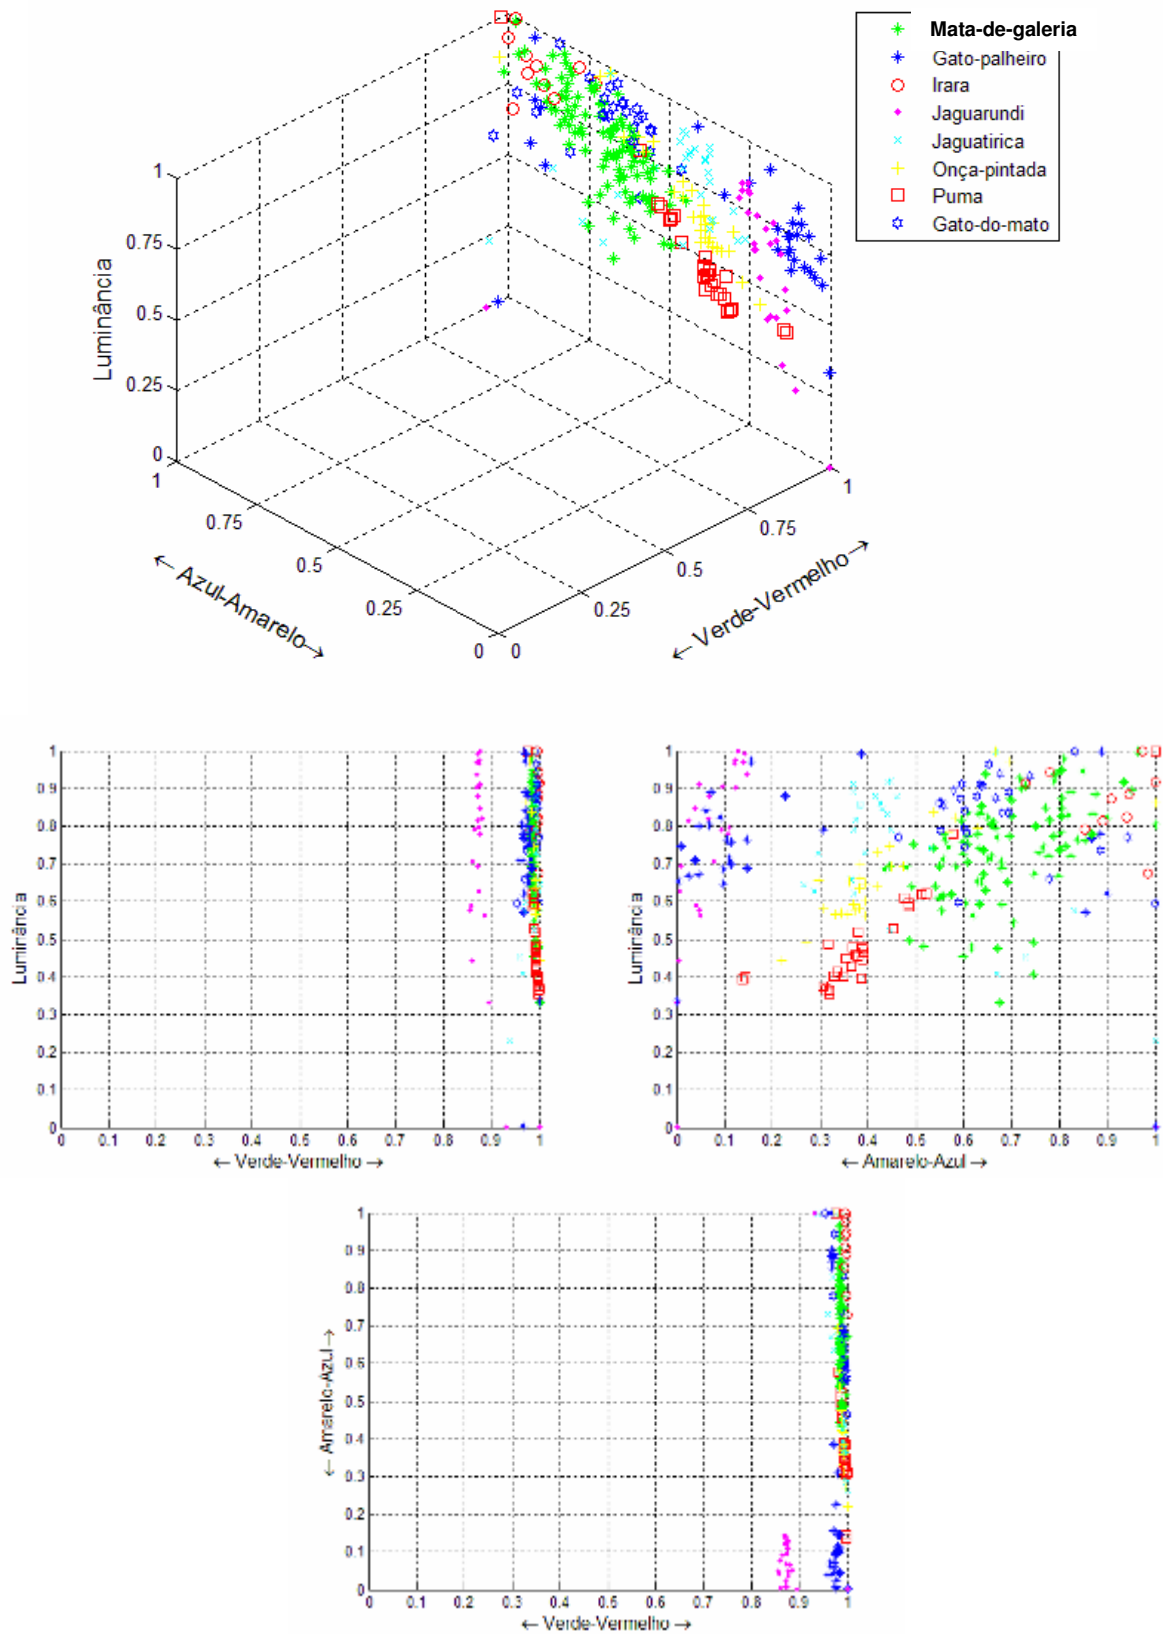 Mata-de-galeria
Gato-palheiro
Irara
Jaguarundi
Jaguatirica
Onça-pintada
Puma
Gato-do-mato
Luminância
1
0.75
0.5
0.25
0
1
0.75
0.5
0.25
0
0
0.25
0.5
0.75
1
← Azul-Amarelo →
← Verde-Vermelho →
Luminância
1
0.9
0.8
0.7
0.6
0.5
0.4
0.3
0.2
0.1
0
0 0.1 0.2 0.3 0.4 0.5 0.6 0.7 0.8 0.9 1
← Verde-Vermelho →
Luminância
1
0.9
0.8
0.7
0.6
0.5
0.4
0.3
0.2
0.1
0
0 0.1 0.2 0.3 0.4 0.5 0.6 0.7 0.8 0.9 1
← Amarelo-Azul →
← Amarelo-Azul →
1
0.9
0.8
0.7
0.6
0.5
0.4
0.3
0.2
0.1
0
0 0.1 0.2 0.3 0.4 0.5 0.6 0.7 0.8 0.9 1
← Verde-Vermelho →